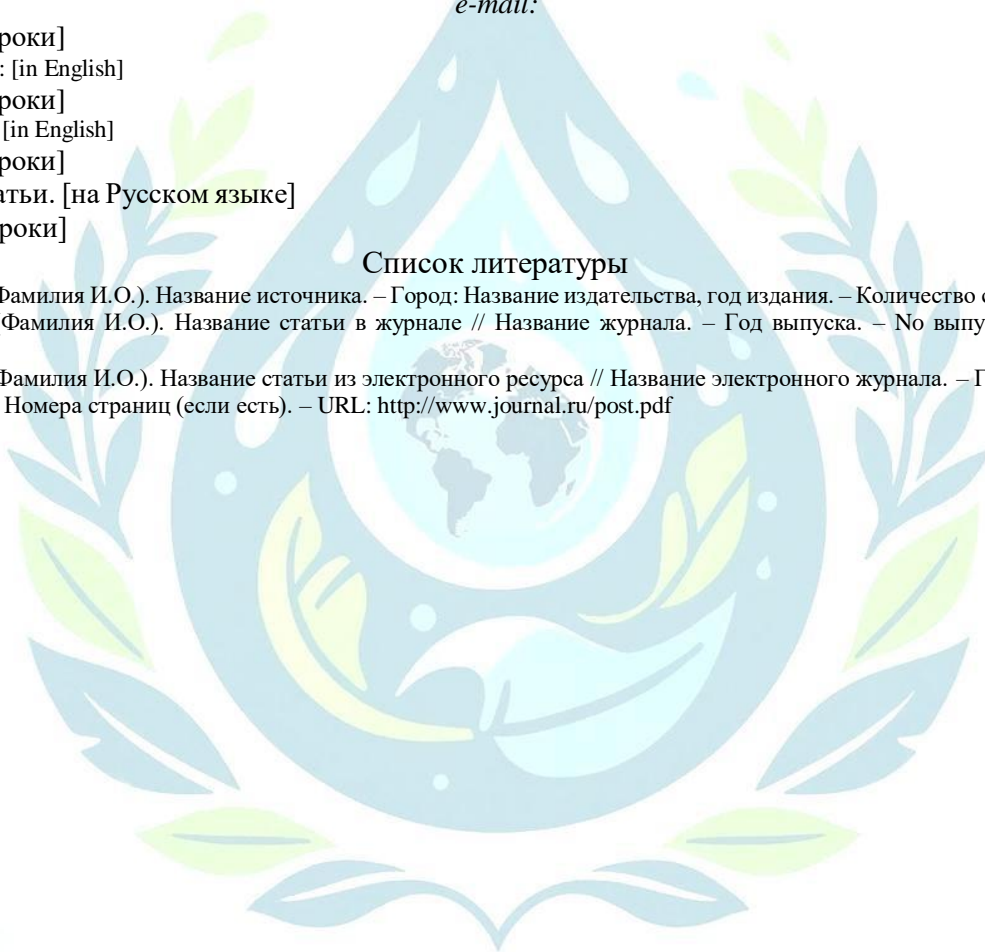 e-mail:
роки]
: [in English]
роки]
[in English]
роки]
атьи. [на Русском языке]
роки]
Список литературы
Фамилия И.О.). Название источника. – Город: Название издательства, год издания. – Количество с
(Фамилия И.О.). Название статьи в журнале // Название журнала. – Год выпуска. – No выпу
Фамилия И.О.). Название статьи из электронного ресурса // Название электронного журнала. – Г
Номера страниц (если есть). – URL: http://www.journal.ru/post.pdf